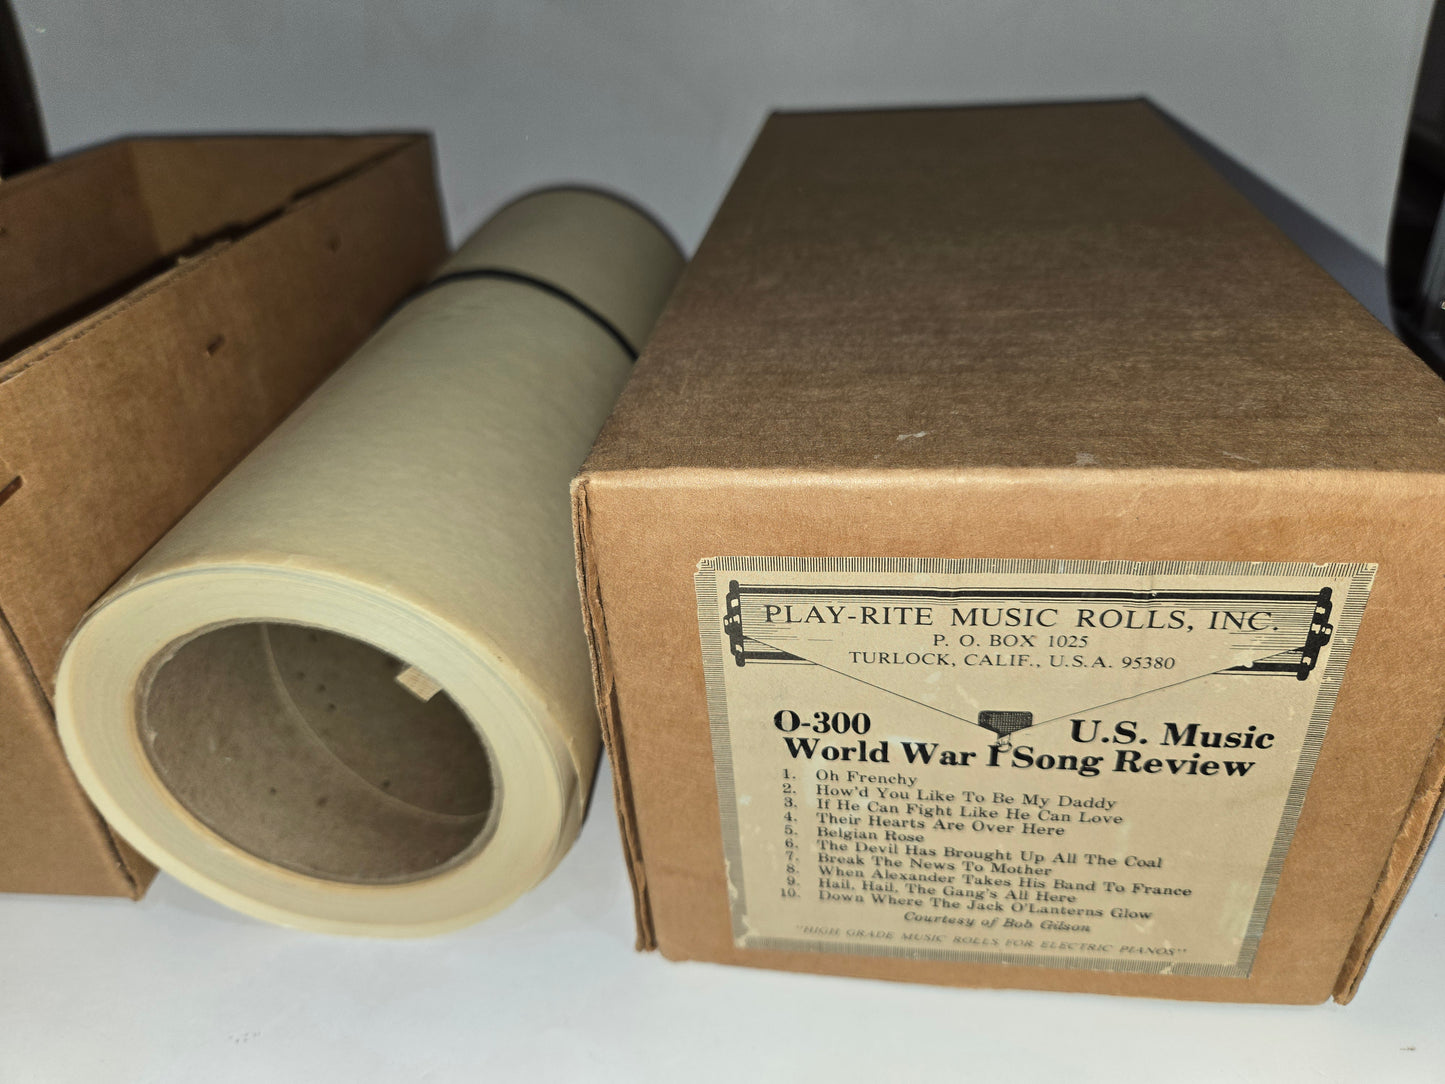 PLAY-RITE MUSIC ROLLS, INC.
P. O. BOX 1025
TURLOCK, CALIF., U.S.A. 95380
O-300 U.S. Music
World War I Song Review
1. Oh Frenchy
2. How'd You Like To Be My Daddy
3. If He Can Fight Like He Can Love
4. Their Hearts Are Over Here
5. Belgian Rose
6. The Devil Has Brought Up All The Coal
7. Break The News To Mother
8. When Alexander Takes His Band To France
9. Hail, Hail, The Gang's All Here
10. Down Where The Jack O'Lanterns Glow
Courtesy of Bob Gilson
"HIGH GRADE MUSIC ROLLS FOR ELECTRIC PIANOS"